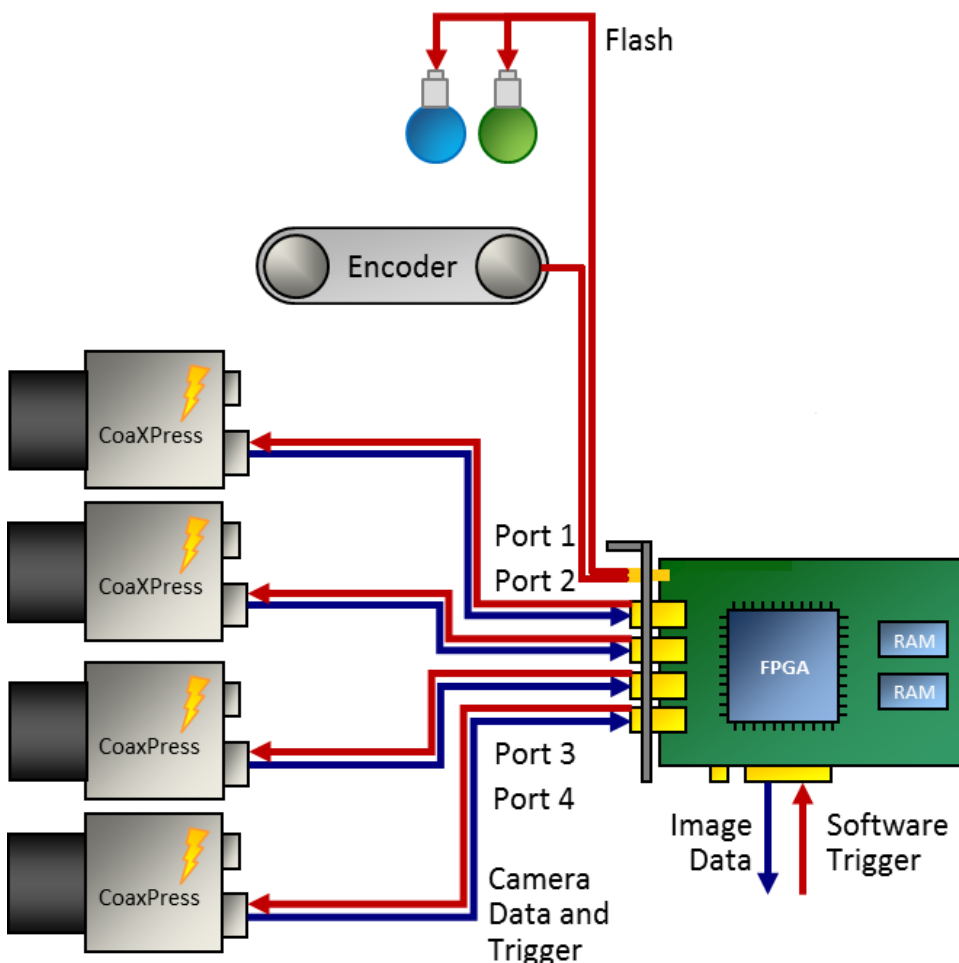 Flash
Encoder
CoaXPress
Port 1
Port 2
CoaXPress
RAM
FPGA
RAM
CoaxPress
Port 3
Port 4
Image
Data
Software
Trigger
CoaxPress
Camera
Data and
Trigger